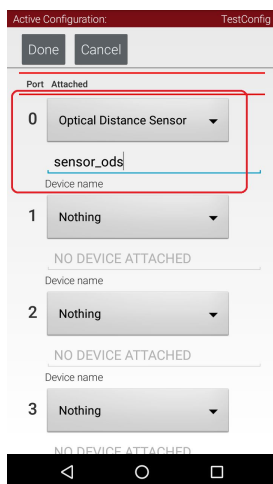 Active Configuration: TestConfig
Done Cancel
Port Attached
0 Optical Distance Sensor
sensor_ods
Device name
1 Nothing
NO DEVICE ATTACHED
Device name
2 Nothing
NO DEVICE ATTACHED
Device name
3 Nothing
NO DEVICE ATTACHED